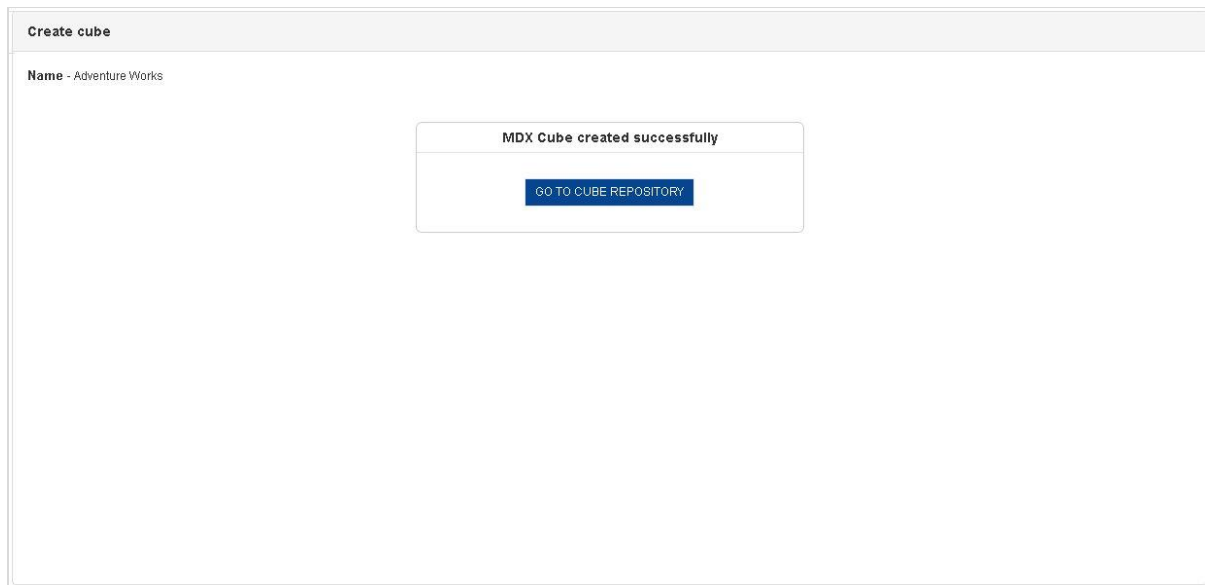 Create cube
Name - Adventure Works
MDX Cube created successfully
GO TO CUBE REPOSITORY